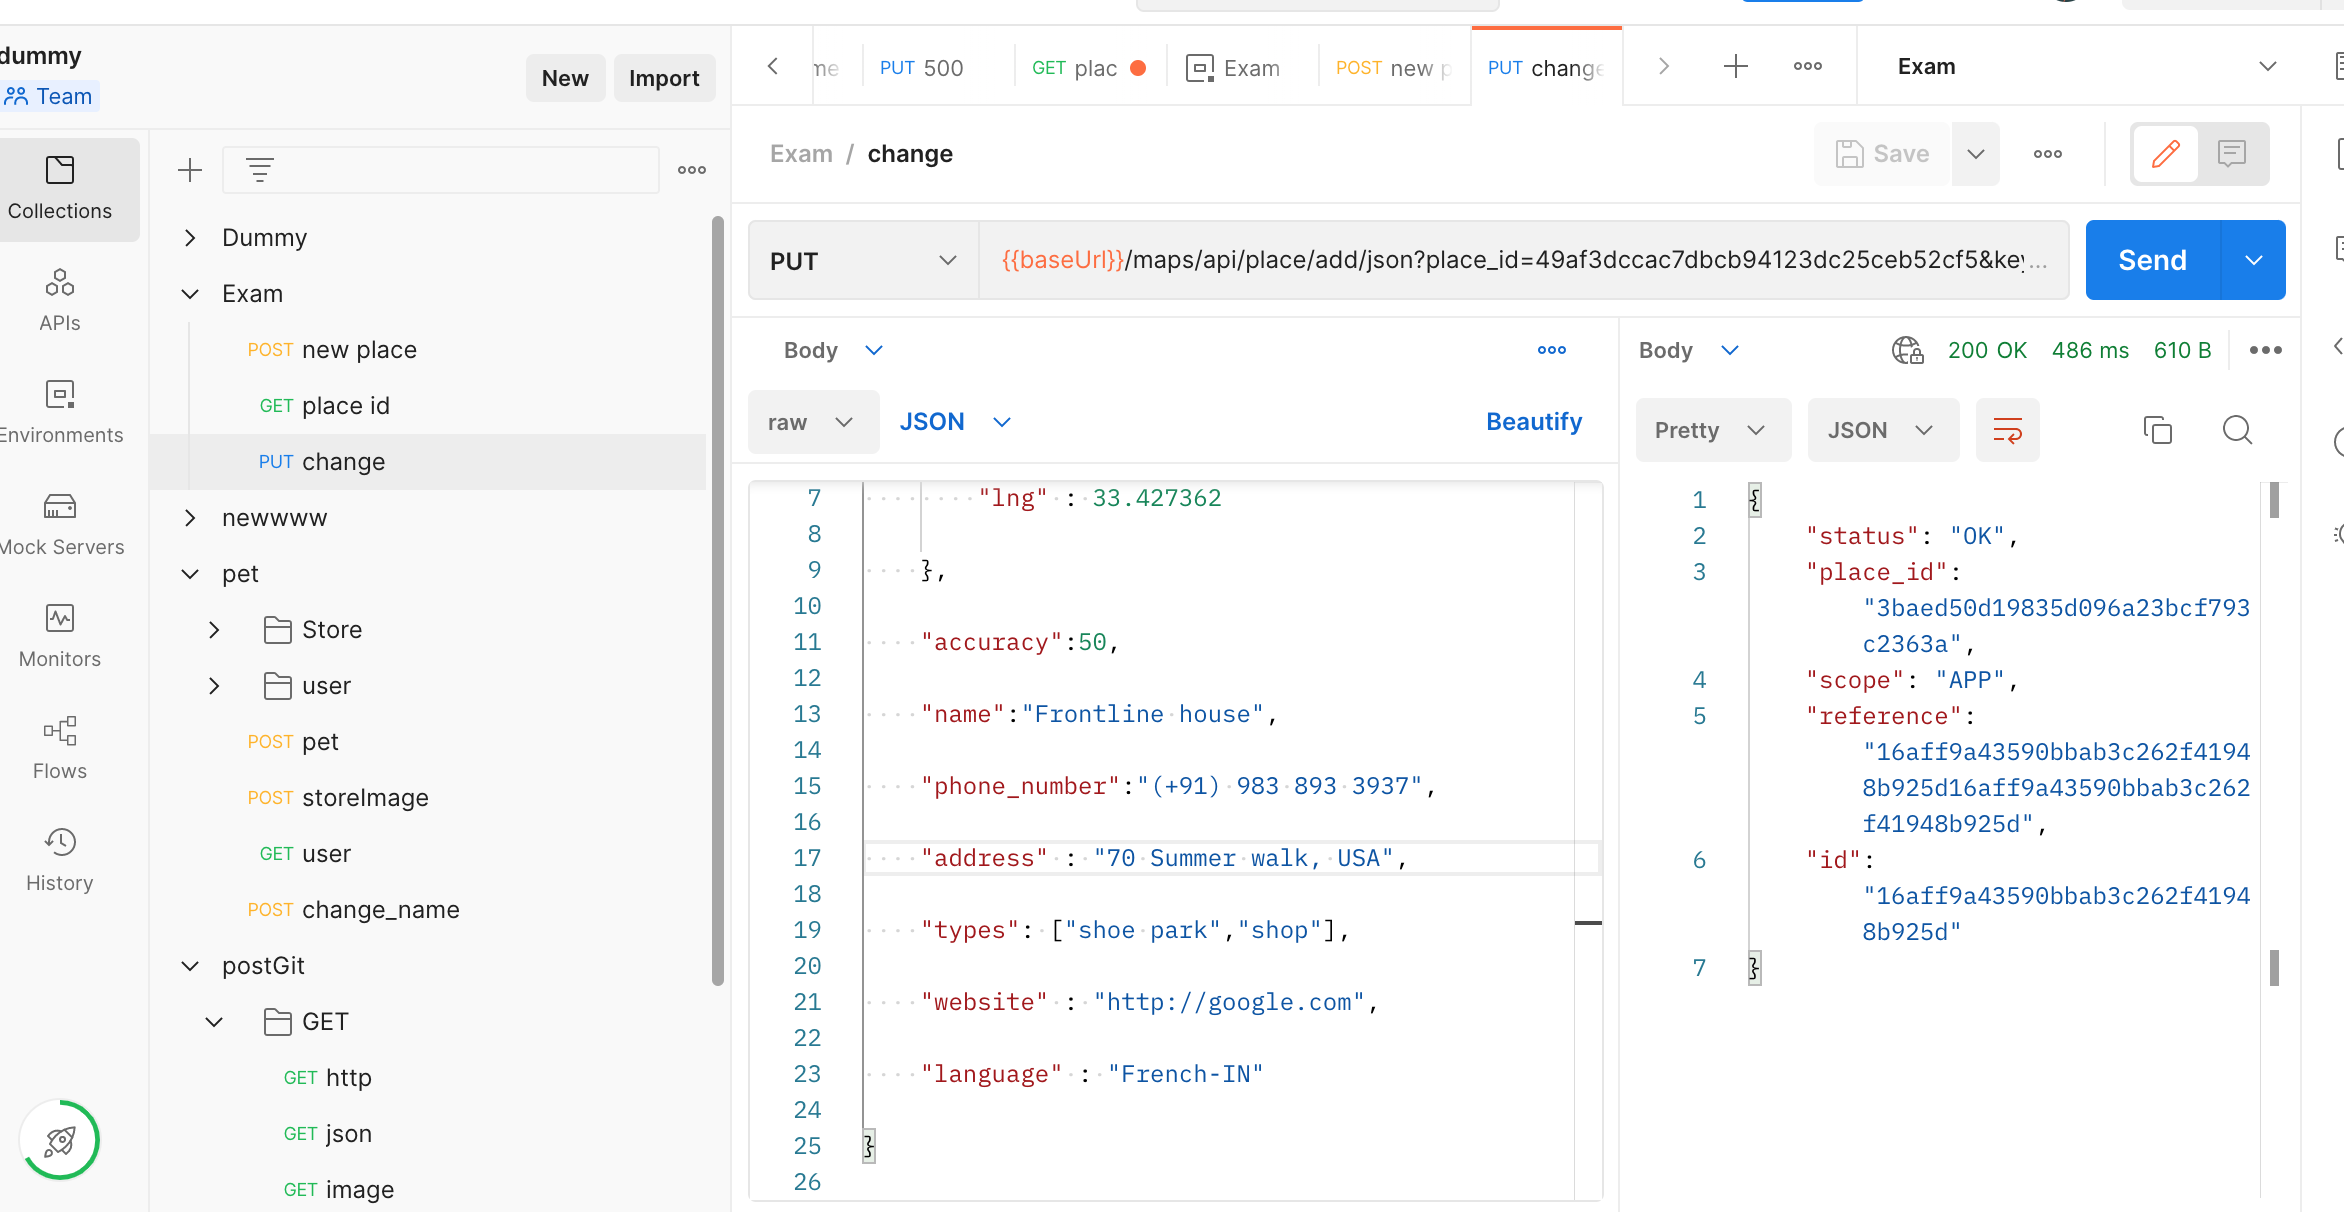 dummy
Team
New
Import
PUT 500
GET plac
Exam
POST new p
PUT change
Exam
Collections
APIs
Environments
Mock Servers
Monitors
Flows
History
Dummy
Exam
POST new place
GET place id
PUT change
newwww
pet
Store
user
POST pet
POST storeImage
GET user
POST change_name
postGit
GET
GET http
GET json
GET image
Exam / change
Save
PUT
{{baseUrl}}/maps/api/place/add/json?place_id=49af3dccac7dbcb94123dc25ceb52cf5&key...
Send
Body
raw
JSON
Beautify
7 "lng" : 33.427362
8
9 },
10
11 "accuracy":50,
12
13 "name":"Frontline house",
14
15 "phone_number":"(+91) 983 893 3937",
16
17 "address" : "70 Summer walk, USA",
18
19 "types": ["shoe park","shop"],
20
21 "website" : "http://google.com",
22
23 "language" : "French-IN"
24
25 }
26
Body
200 OK 486 ms 610 B
Pretty
JSON
1 {
2 "status": "OK",
3 "place_id":
"3baed50d19835d096a23bcf793
c2363a",
4 "scope": "APP",
5 "reference":
"16aff9a43590bbab3c262f4194
8b925d16aff9a43590bbab3c262
f41948b925d",
6 "id":
"16aff9a43590bbab3c262f4194
8b925d"
7 }